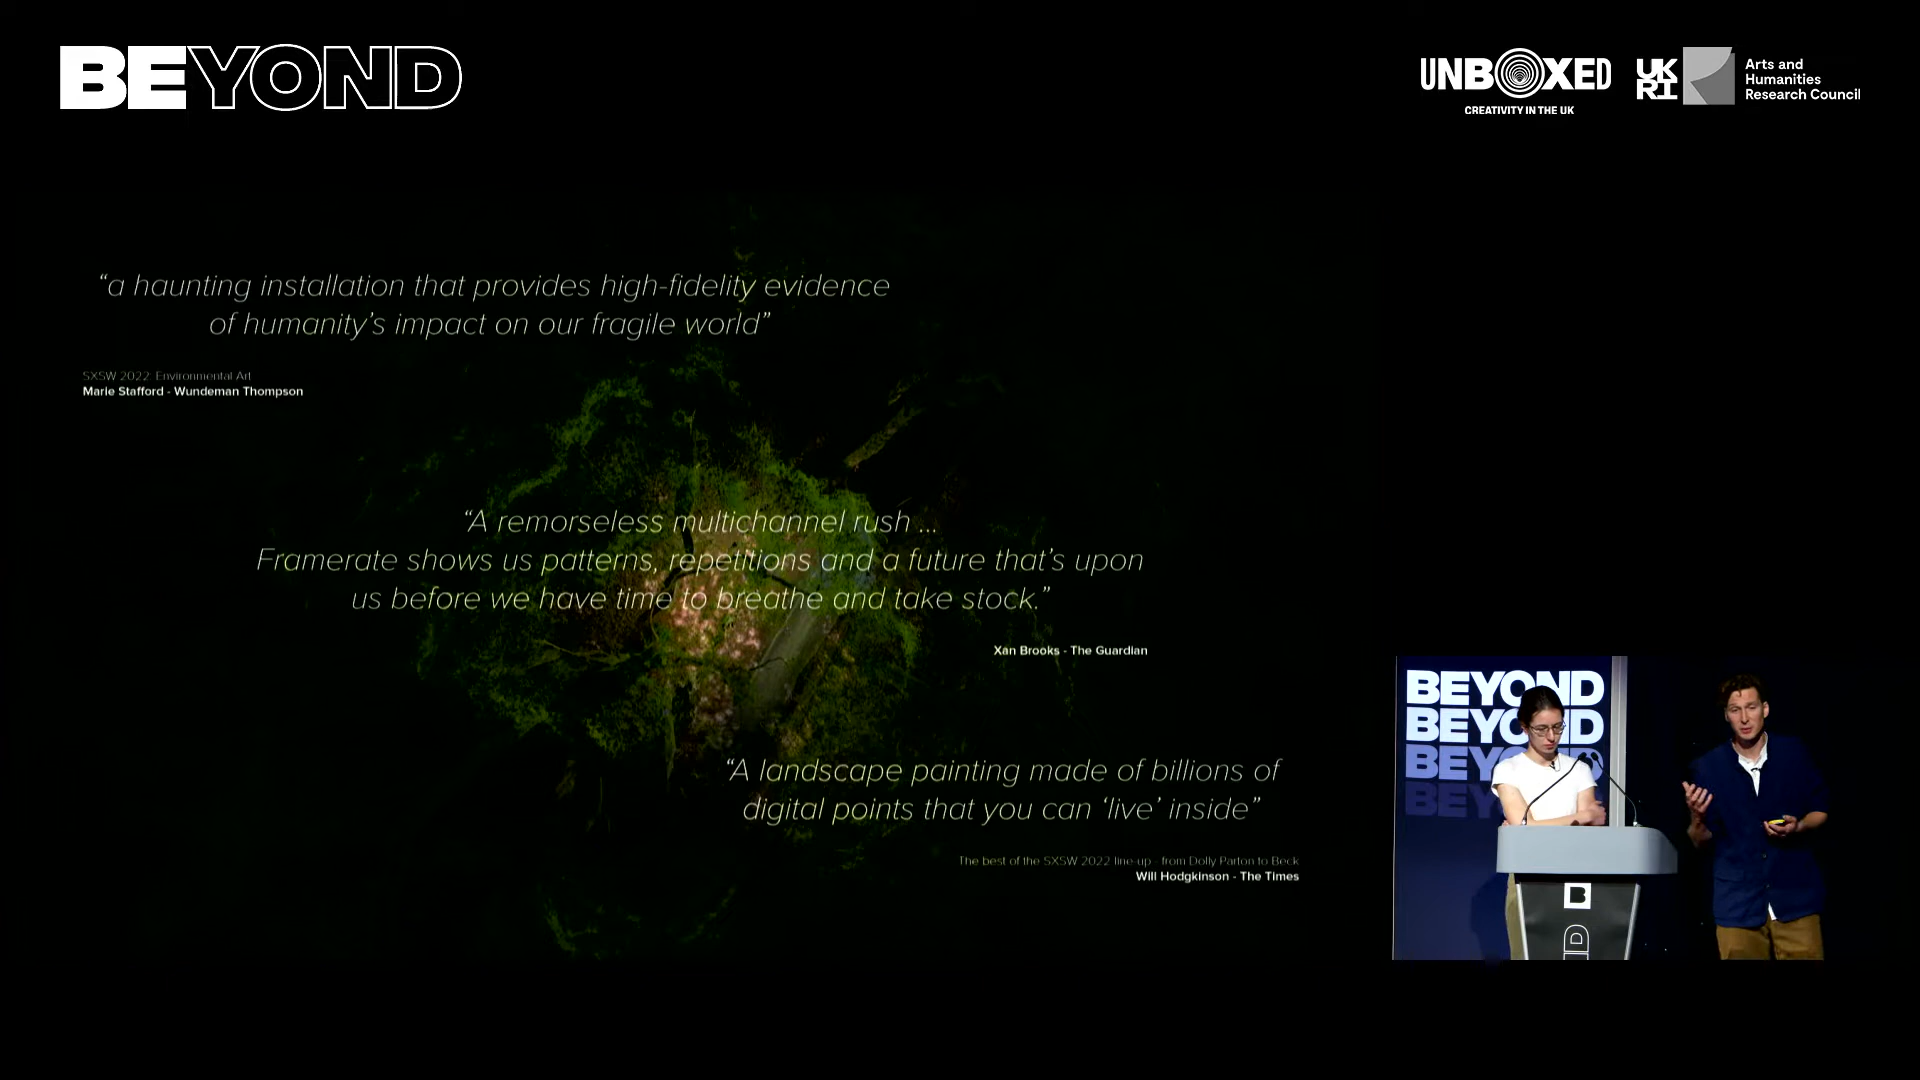 BEYOND
UNBOXED
CREATIVITY IN THE UK
UK
RI
Arts and
Humanities
Research Council
“a haunting installation that provides high-fidelity evidence
of humanity’s impact on our fragile world”
SXSW 2022: Environmental Art
Marie Stafford - Wundeman Thompson
“A remorseless multichannel rush ...
Framerate shows us patterns, repetitions and a future that’s upon
us before we have time to breathe and take stock.”
Xan Brooks - The Guardian
“A landscape painting made of billions of
digital points that you can ‘live’ inside”
The best of the SXSW 2022 line-up - from Dolly Parton to Beck
Will Hodgkinson - The Times
BEYOND
BEYOND
BEYO
BEY
B
ND